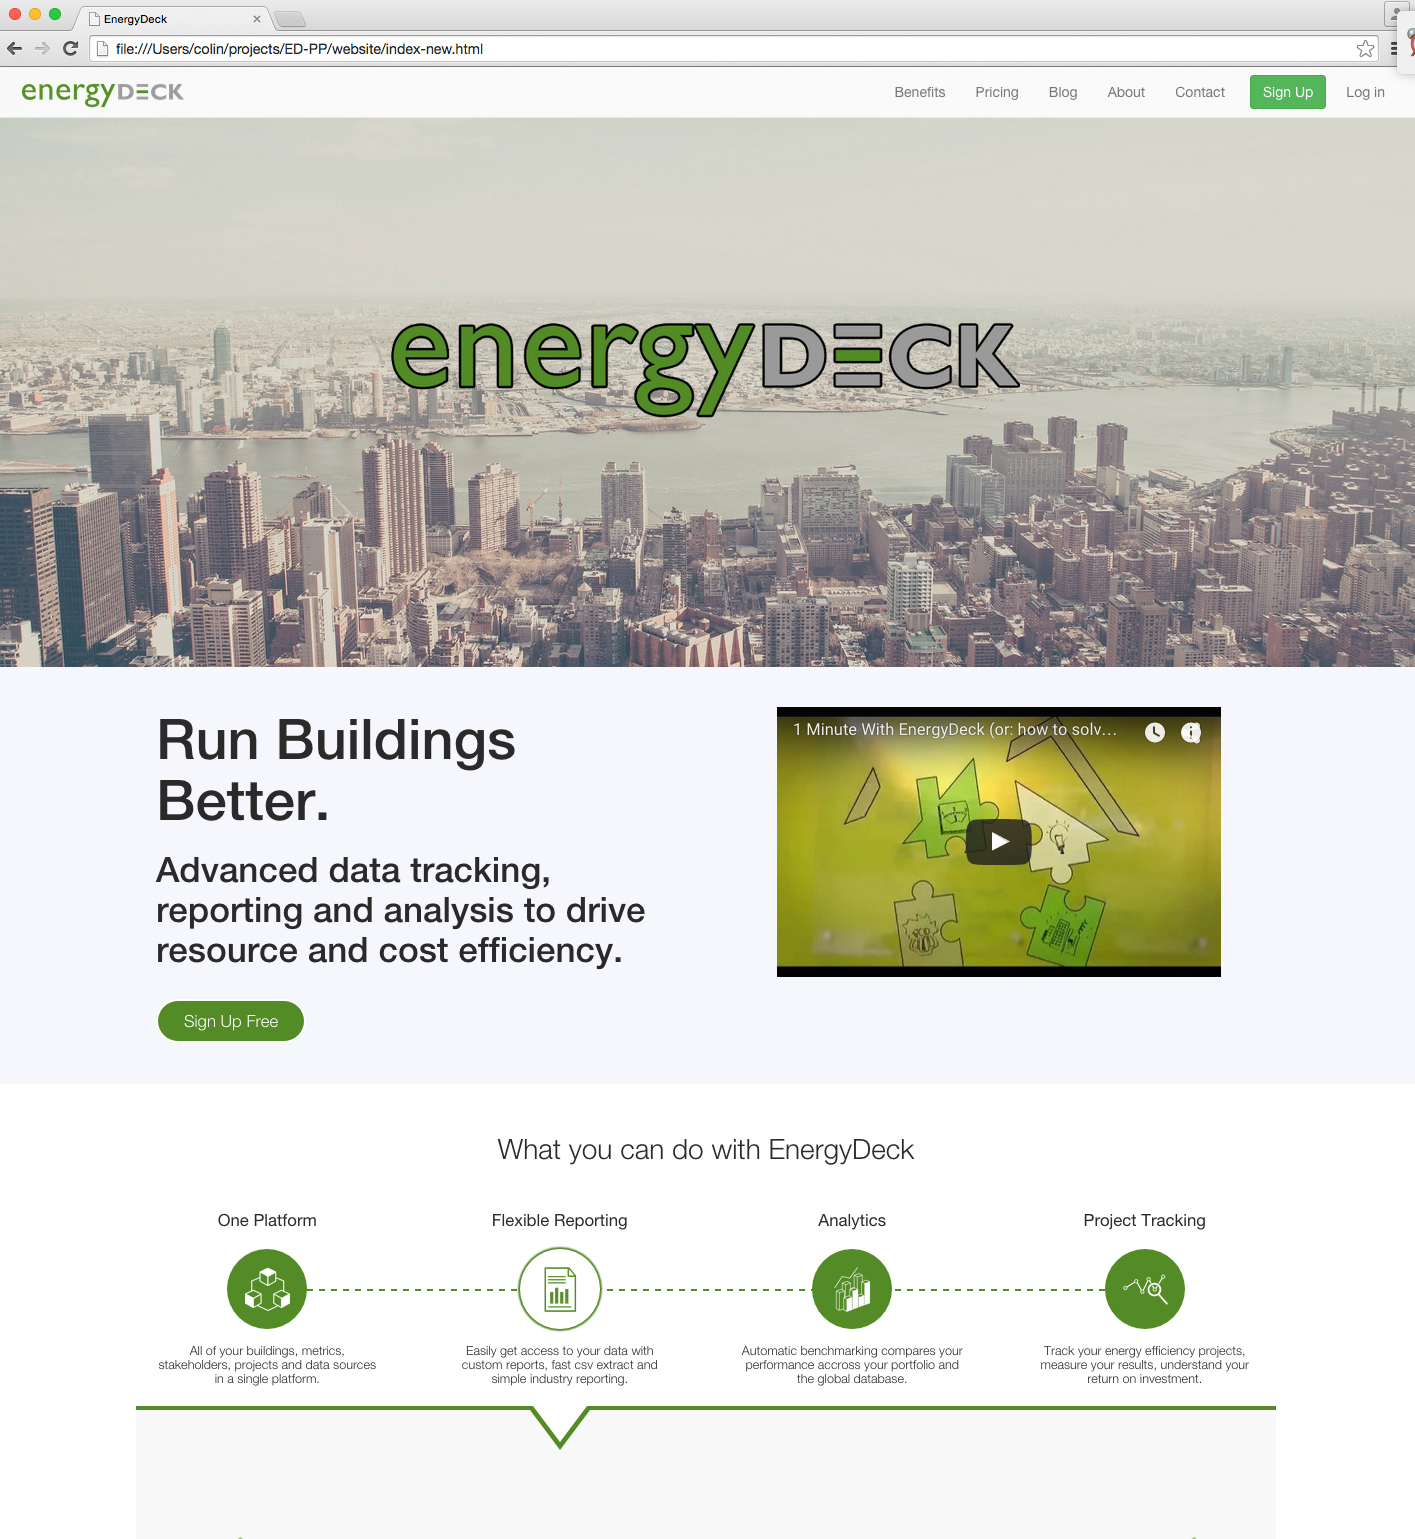 EnergyDeck
file:///Users/colin/projects/ED-PP/website/index-new.html
energyDECK
Benefits
Pricing
Blog
About
Contact
Sign Up
Log in
energyDECK
Run Buildings
Better.
Advanced data tracking,
reporting and analysis to drive
resource and cost efficiency.
Sign Up Free
1 Minute With EnergyDeck (or: how to solv...
What you can do with EnergyDeck
One Platform
All of your buildings, metrics,
stakeholders, projects and data sources
in a single platform.
Flexible Reporting
Easily get access to your data with
custom reports, fast csv extract and
simple industry reporting.
Analytics
Automatic benchmarking compares your
performance accross your portfolio and
the global database.
Project Tracking
Track your energy efficiency projects,
measure your results, understand your
return on investment.